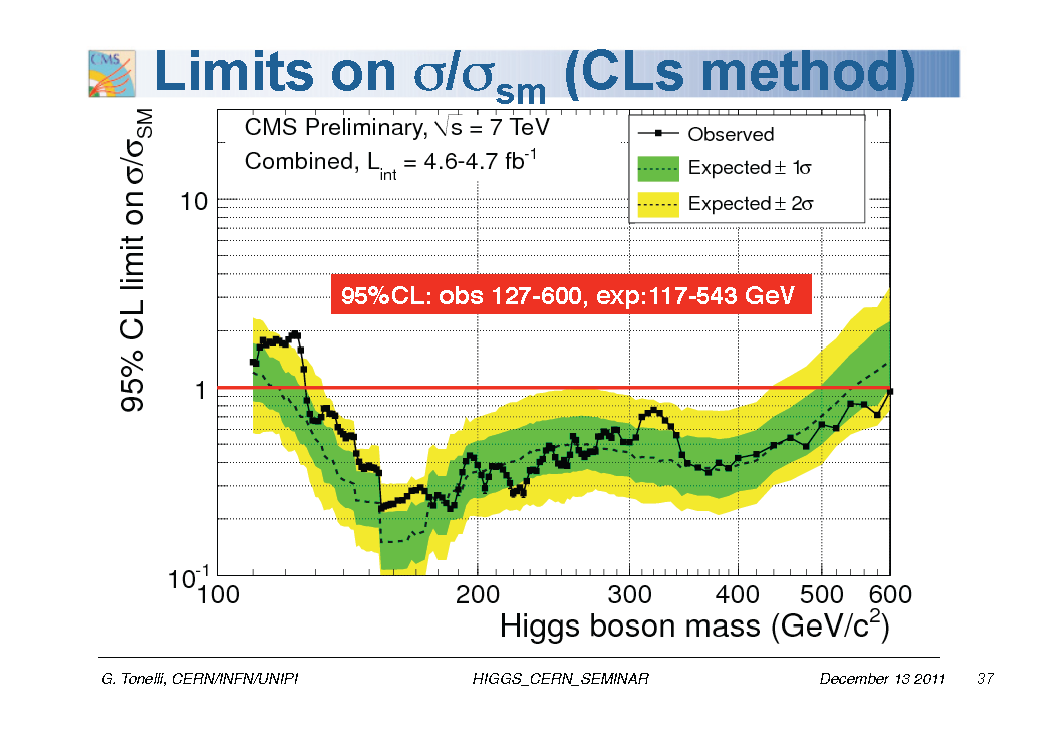 CMS
Limits on σ/σsm (CLs method)
95% CL limit on σ/σSM
CMS Preliminary, √s = 7 TeV
Combined, Lint = 4.6-4.7 fb-1
Observed
Expected ± 1σ
Expected ± 2σ
95%CL: obs 127-600, exp:117-543 GeV
10
1
10-1
100 200 300 400 500 600
Higgs boson mass (GeV/c2)
G. Tonelli, CERN/INFN/UNIPI HIGGS_CERN_SEMINAR December 13 2011 37